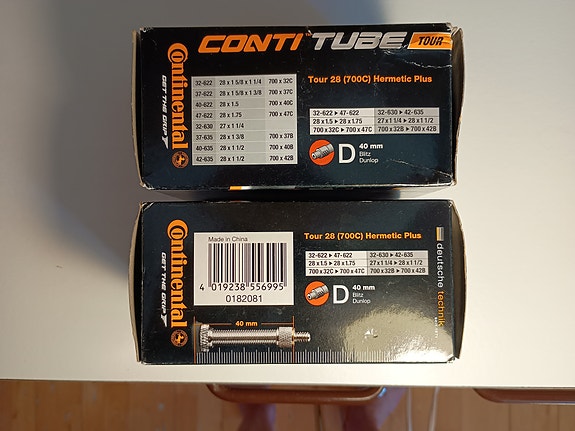 CONTI TUBE TOUR
Continental
GET THE GRIP
32-622 28 x 1 5/8 x 1 1/4 700 x 32C
37-622 28 x 1 5/8 x 1 3/8 700 x 37C
40-622 28 x 1.5 700 x 40C
47-622 28 x 1.75 700 x 47C
32-630 27 x 1 1/4
37-635 28 x 1 3/8 700 x 37B
40-635 28 x 1 1/2 700 x 40B
42-635 28 x 1 1/2 700 x 42B
Tour 28 (700C) Hermetic Plus
32-622 ► 47-622 32-630 ► 42-635
28 x 1.5 ► 28 x 1.75 27 x 1 1/4 ► 28 x 1 1/2
700 x 32C ► 700 x 47C 700 x 32B ► 700 x 42B
D
40 mm
Blitz
Dunlop
Continental
GET THE GRIP
Made in China
4 019238 556995
0182081
40 mm
Tour 28 (700C) Hermetic Plus
32-622 ► 47-622 32-630 ► 42-635
28 x 1.5 ► 28 x 1.75 27 x 1 1/4 ► 28 x 1 1/2
700 x 32C ► 700 x 47C 700 x 32B ► 700 x 42B
D
40 mm
Blitz
Dunlop
deutsche technik